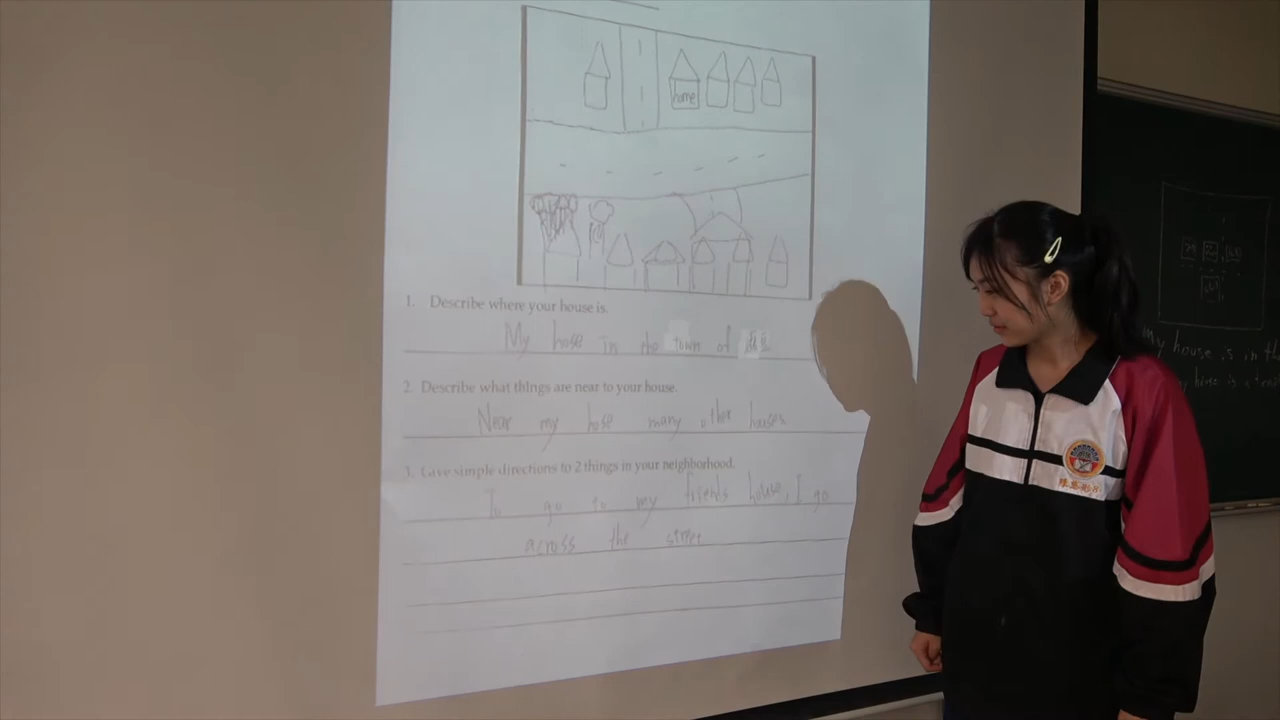 home
1. Describe where your house is.
My hose in the town of
2. Describe what things are near to your house.
Near my hose many other houses.
3. Give simple directions to 2 things in your neighborhood.
To go to my friends house, I go
across the street
my house is in th